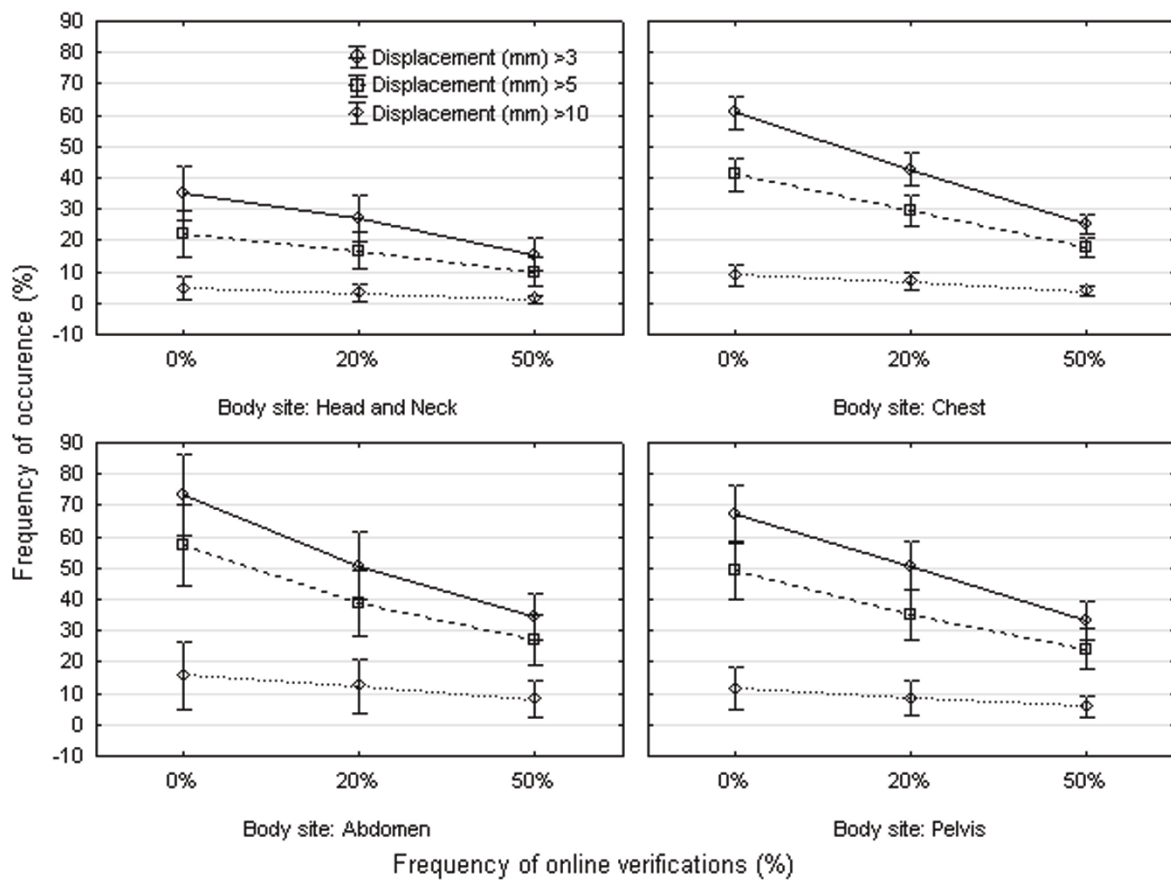 Frequency of occurence (%)
90
80
70
60
50
40
30
20
10
0
-10
Displacement (mm) >3
Displacement (mm) >5
Displacement (mm) >10
0% 20% 50%
Body site: Head and Neck
0% 20% 50%
Body site: Chest
90
80
70
60
50
40
30
20
10
0
-10
0% 20% 50%
Body site: Abdomen
0% 20% 50%
Body site: Pelvis
Frequency of online verifications (%)